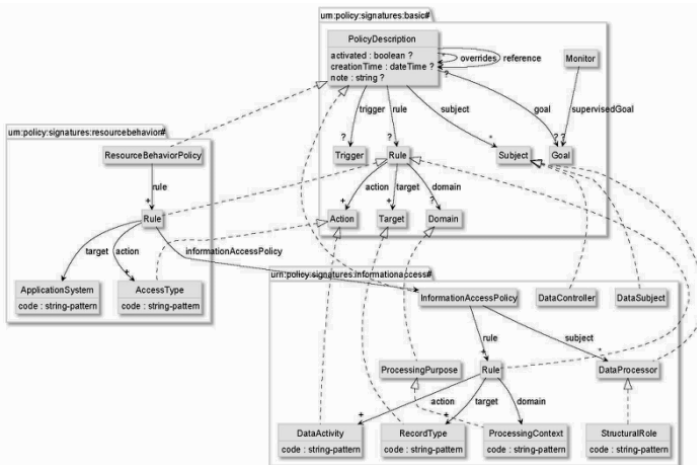 um:policy:signatures:basic#
PolicyDescription
activated : boolean ?
creationTime : dateTime ?
note : string ?
overrides
reference
Monitor
trigger
rule
subject
goal
supervisedGoal
?
?
*
? ?
Trigger
Rule
Subject
Goal
action
target
domain
+
+
?
Action
Target
Domain
um:policy:signatures:resourcebehavior#
ResourceBehaviorPolicy
rule
+
Rule
target
action
informationAccessPolicy
ApplicationSystem
code : string-pattern
AccessType
code : string-pattern
um:policy:signatures:informationaccess#
InformationAccessPolicy
DataController
DataSubject
rule
subject
+
ProcessingPurpose
Rule
DataProcessor
action
target
domain
+
+
DataActivity
code : string-pattern
RecordType
code : string-pattern
ProcessingContext
code : string-pattern
StructuralRole
code : string-pattern